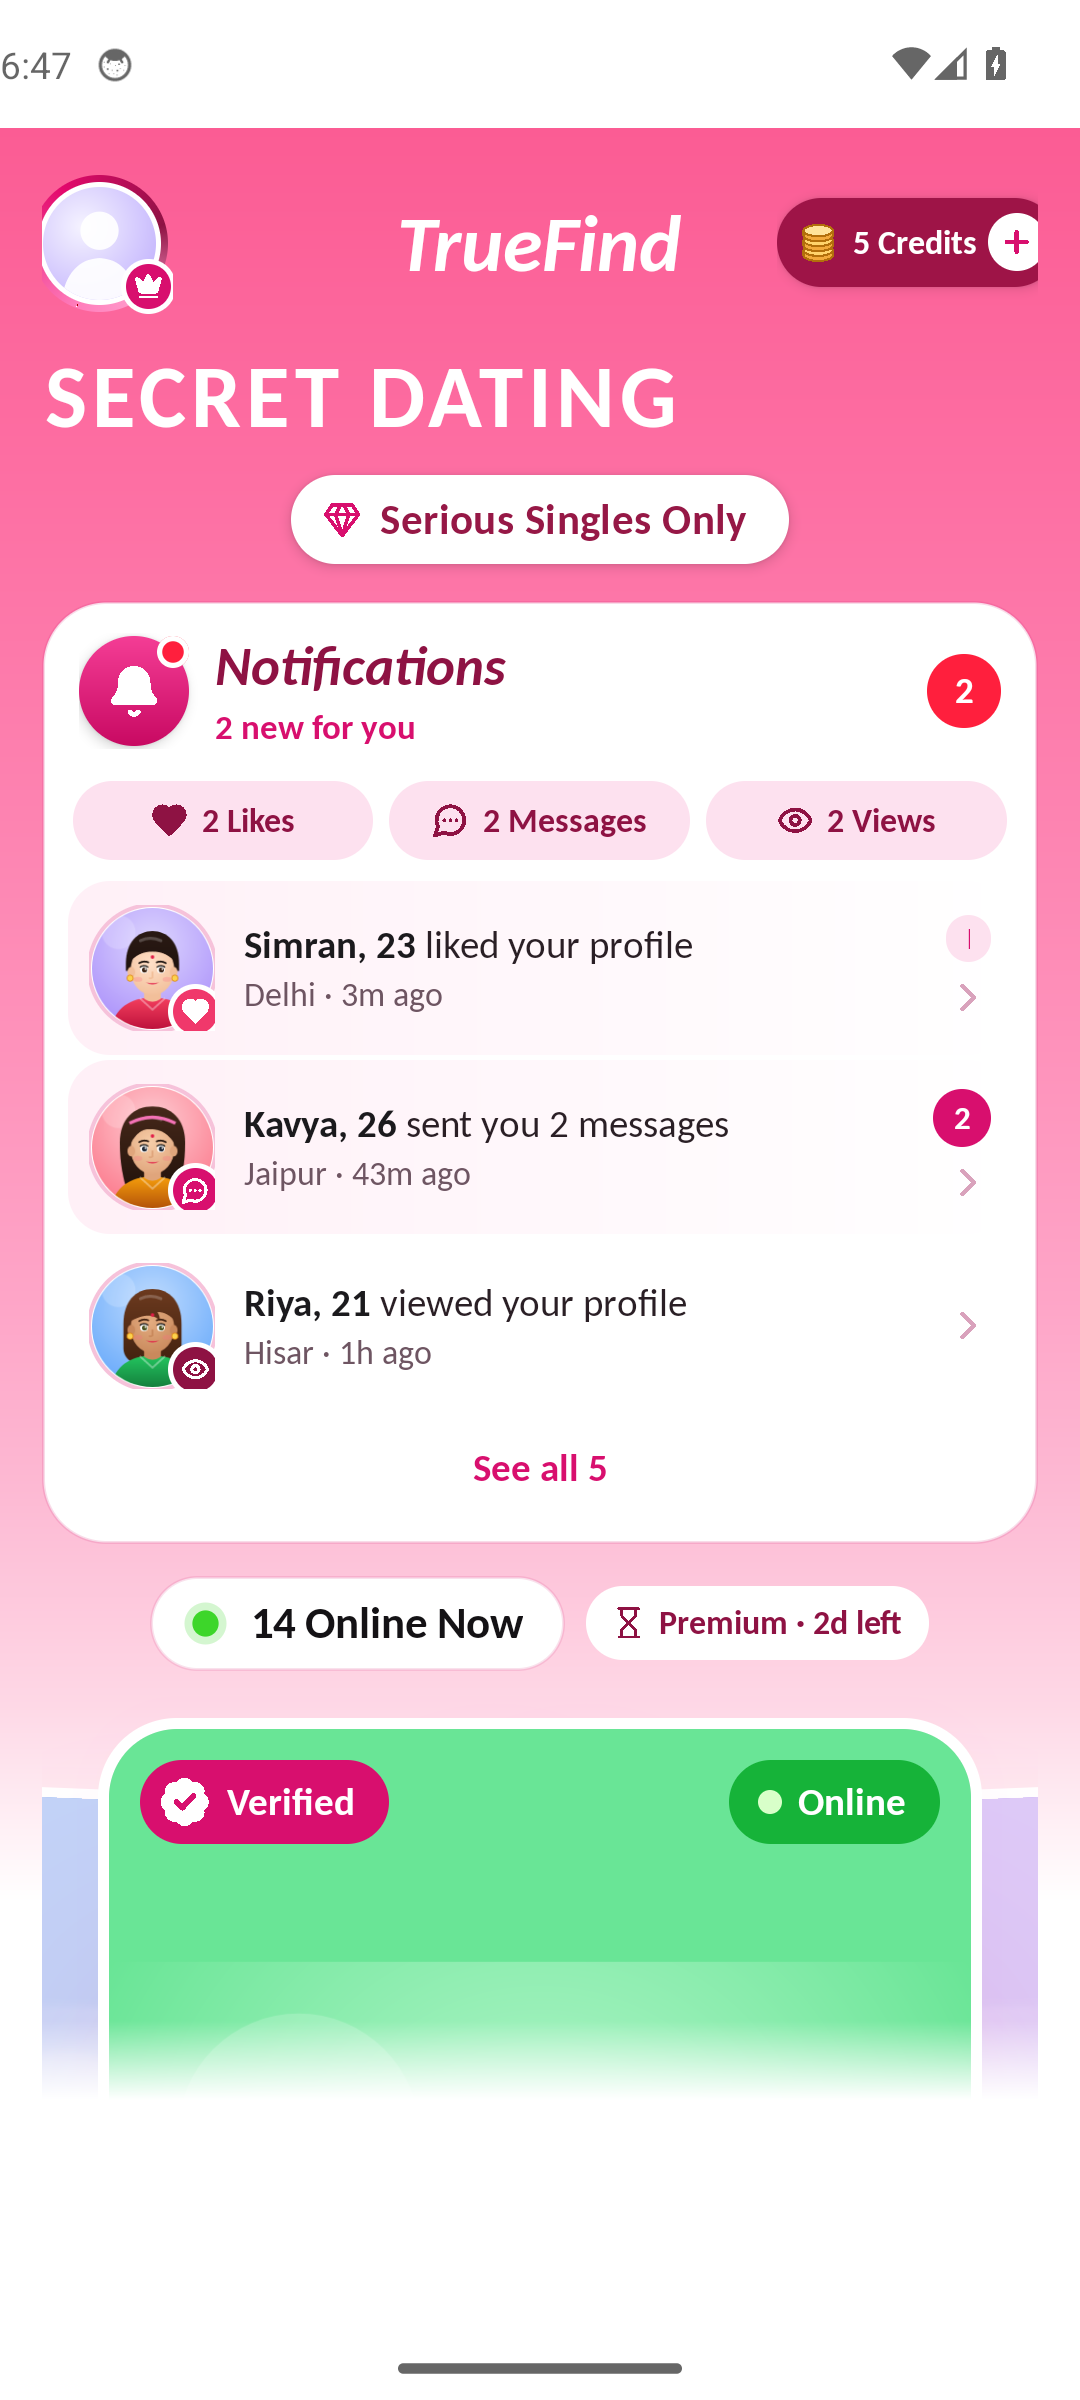 6:47
TrueFind
5 Credits
SECRET DATING
Serious Singles Only
Notifications
2 new for you
2
2 Likes
2 Messages
2 Views
Simran, 23 liked your profile
Delhi · 3m ago
Kavya, 26 sent you 2 messages
Jaipur · 43m ago
2
Riya, 21 viewed your profile
Hisar · 1h ago
See all 5
14 Online Now
Premium · 2d left
Verified
Online